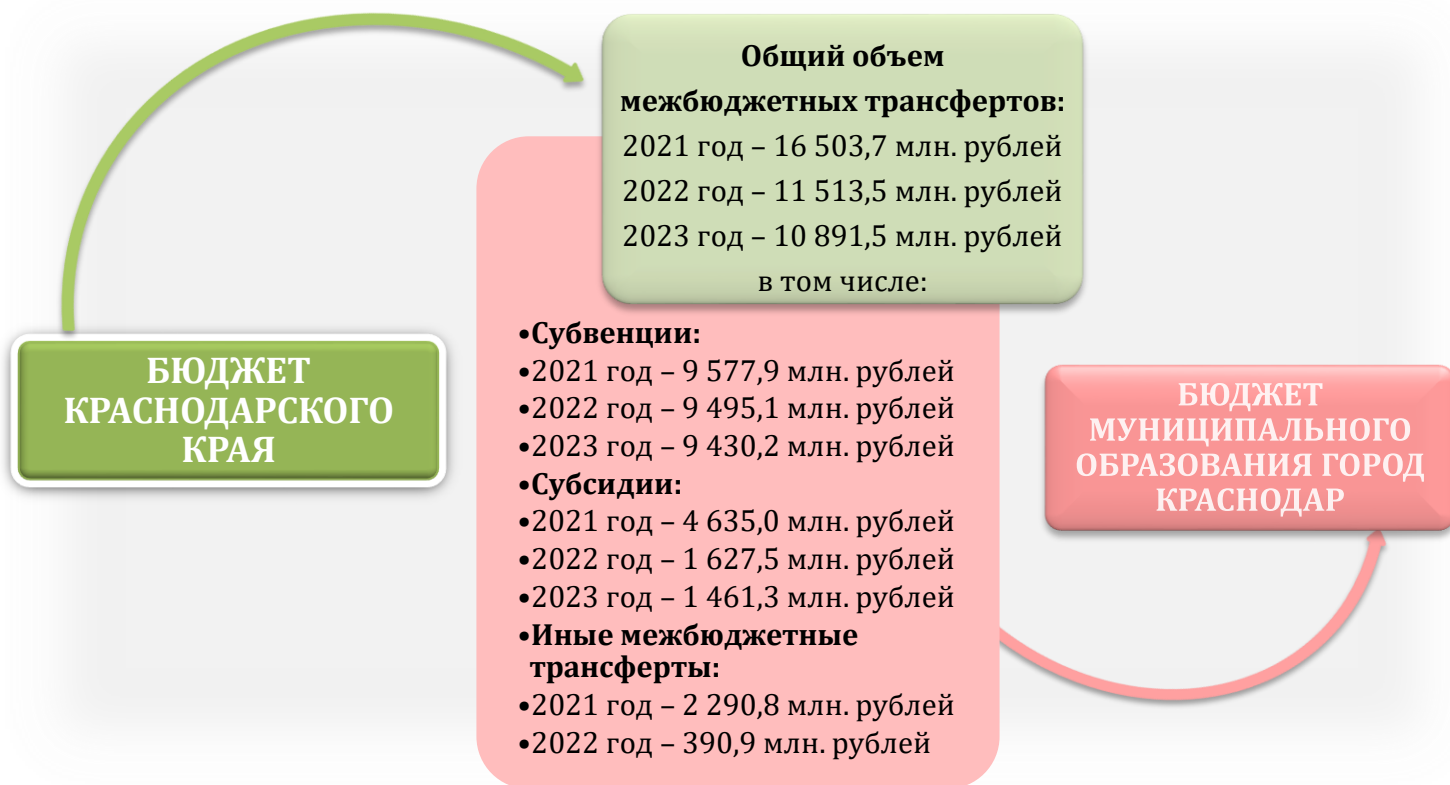 Общий объем
межбюджетных трансфертов:
2021 год – 16 503,7 млн. рублей
2022 год – 11 513,5 млн. рублей
2023 год – 10 891,5 млн. рублей
в том числе:
БЮДЖЕТ
КРАСНОДАРСКОГО
КРАЯ
•Субвенции:
•2021 год – 9 577,9 млн. рублей
•2022 год – 9 495,1 млн. рублей
•2023 год – 9 430,2 млн. рублей
•Субсидии:
•2021 год – 4 635,0 млн. рублей
•2022 год – 1 627,5 млн. рублей
•2023 год – 1 461,3 млн. рублей
•Иные межбюджетные
трансферты:
•2021 год – 2 290,8 млн. рублей
•2022 год – 390,9 млн. рублей
БЮДЖЕТ
МУНИЦИПАЛЬНОГО
ОБРАЗОВАНИЯ ГОРОД
КРАСНОДАР